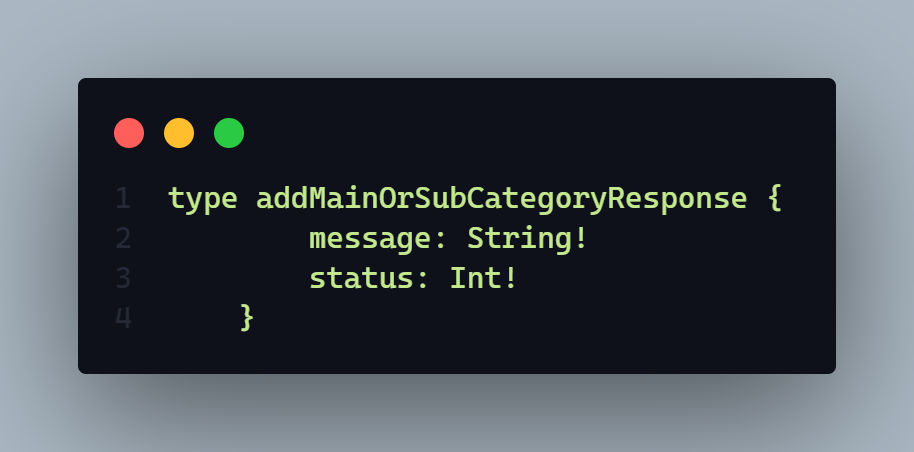 1 type addMainOrSubCategoryResponse {
2         message: String!
3         status: Int!
4     }